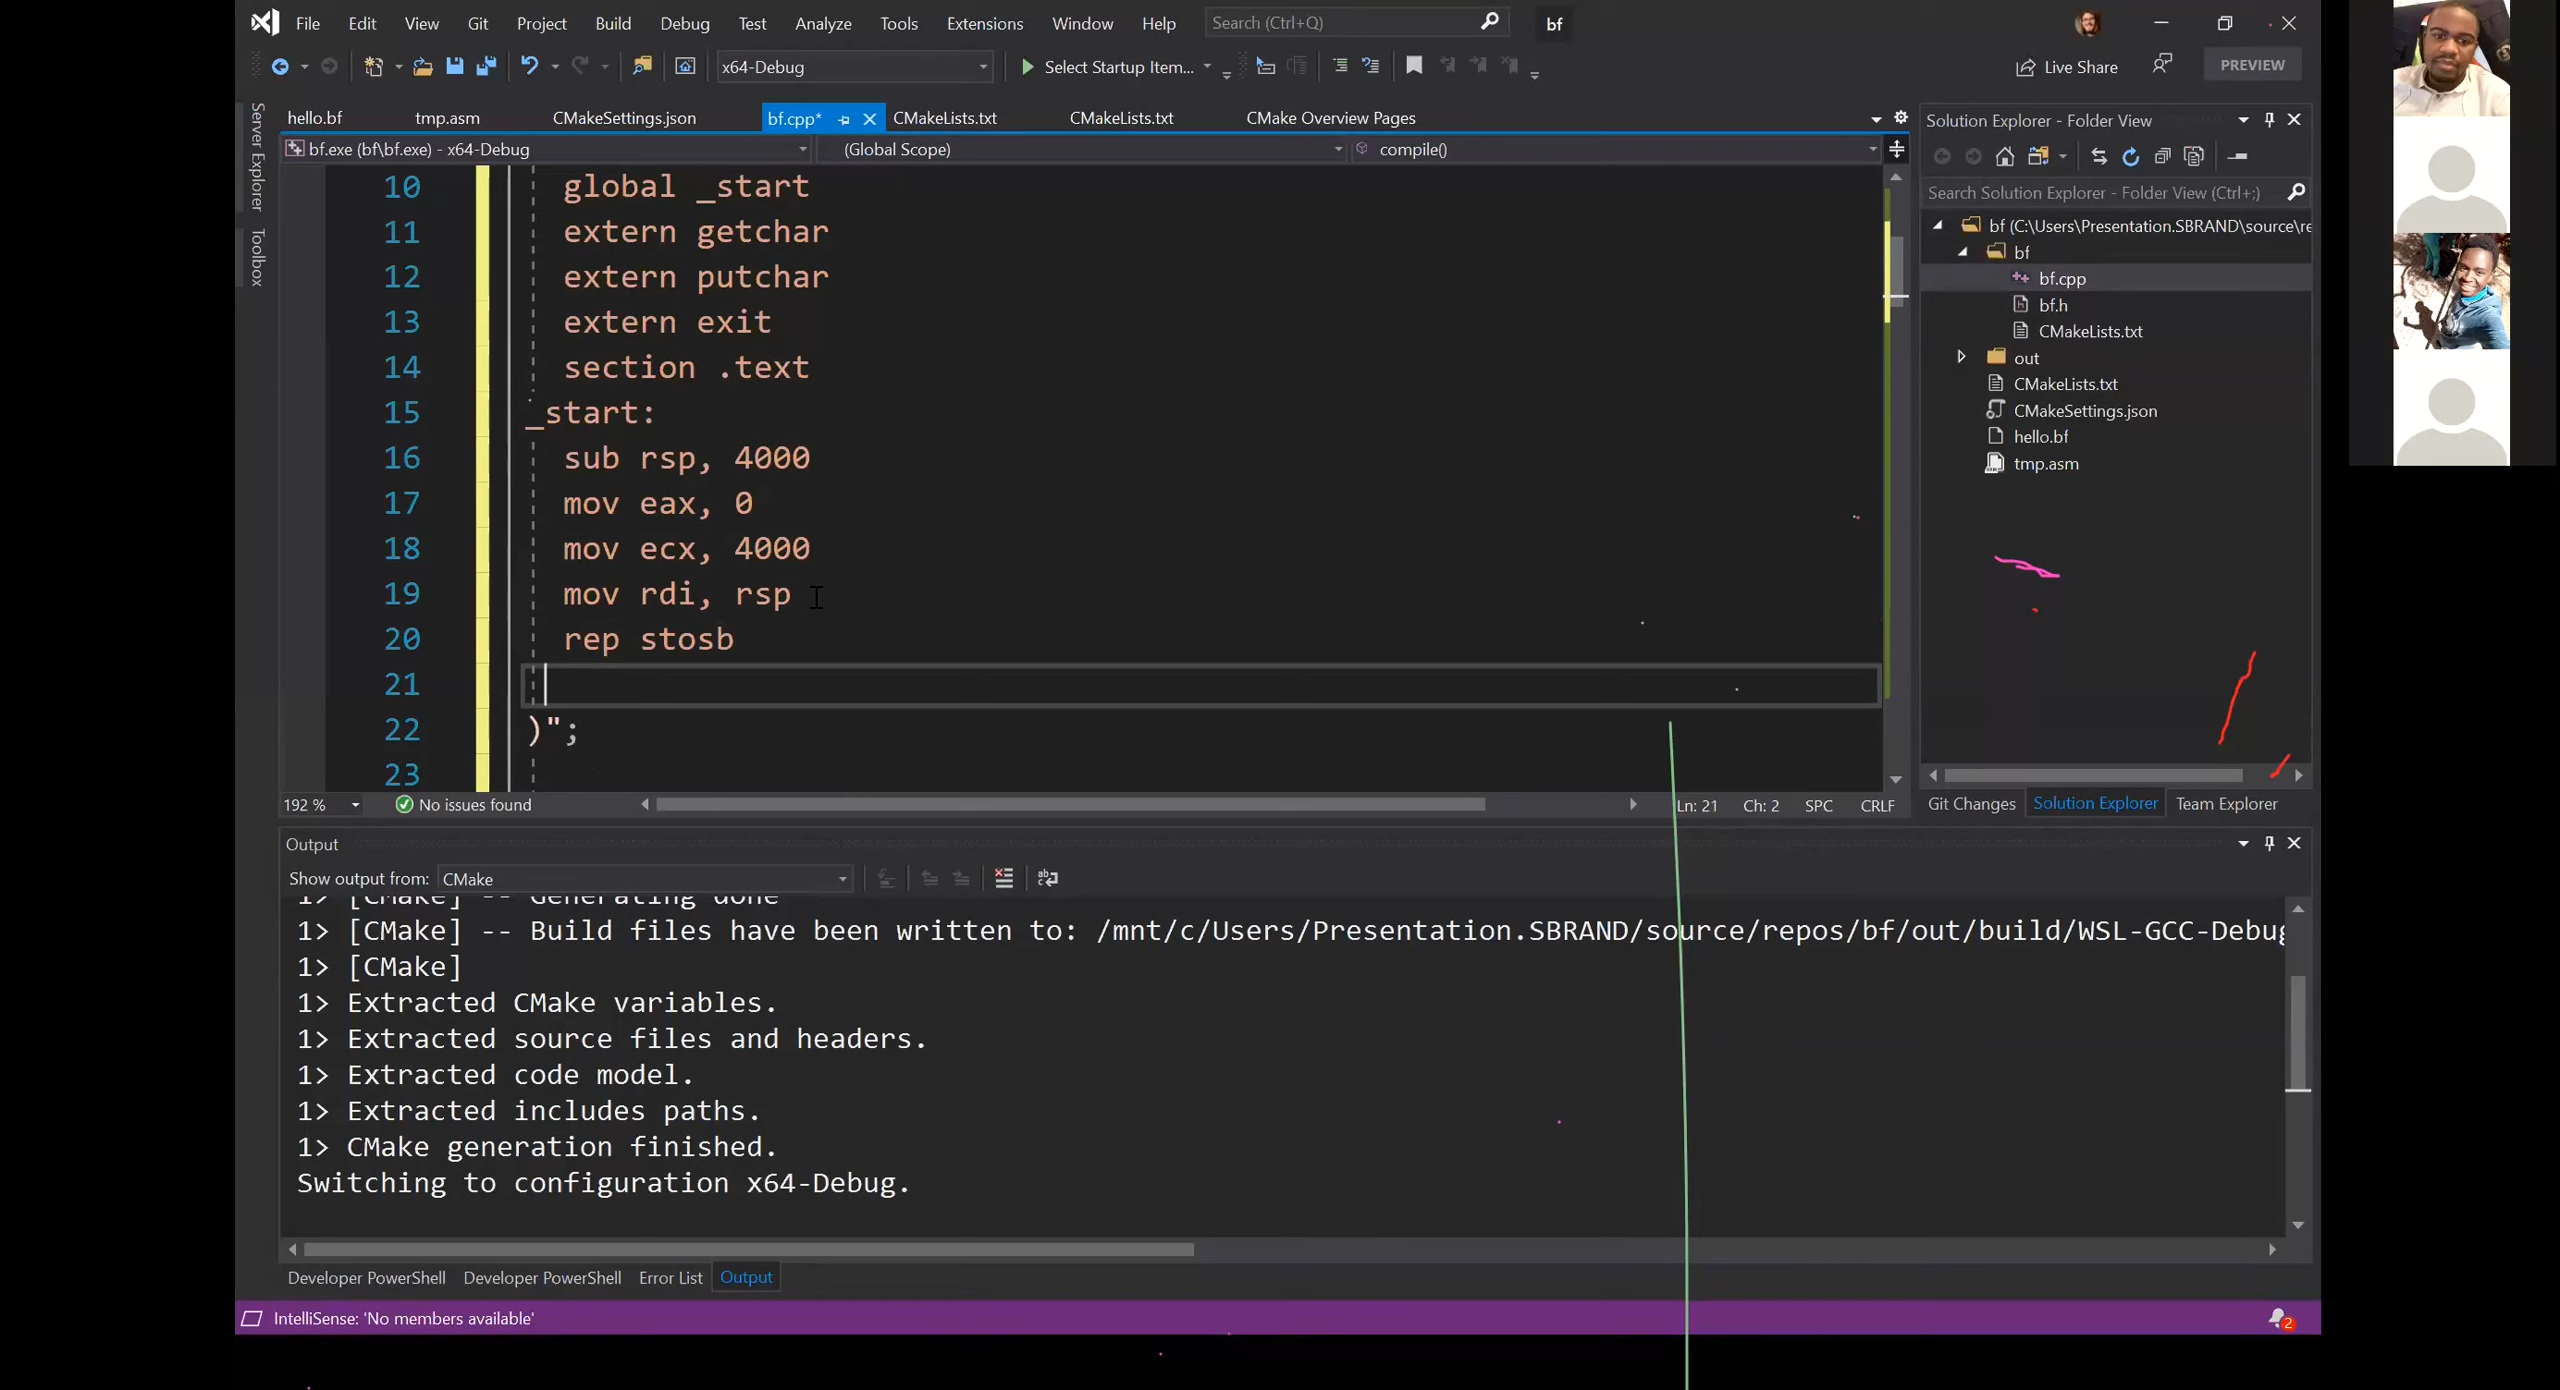 File Edit View Git Project Build Debug Test Analyze Tools Extensions Window Help Search (Ctrl+Q) bf
x64-Debug Select Startup Item... Live Share PREVIEW
Server Explorer
Toolbox
hello.bf tmp.asm CMakeSettings.json bf.cpp* CMakeLists.txt CMakeLists.txt CMake Overview Pages
bf.exe (bf\bf.exe) - x64-Debug (Global Scope) compile()
10 global _start
11 extern getchar
12 extern putchar
13 extern exit
14 section .text
15 _start:
16 sub rsp, 4000
17 mov eax, 0
18 mov ecx, 4000
19 mov rdi, rsp
20 rep stosb
21
22 )";
23
192 % No issues found Ln: 21 Ch: 2 SPC CRLF
Solution Explorer - Folder View
Search Solution Explorer - Folder View (Ctrl+;)
bf (C:\Users\Presentation.SBRAND\source\re
bf
bf.cpp
bf.h
CMakeLists.txt
out
CMakeLists.txt
CMakeSettings.json
hello.bf
tmp.asm
Git Changes Solution Explorer Team Explorer
Output
Show output from: CMake
1> [CMake] -- Generating done
1> [CMake] -- Build files have been written to: /mnt/c/Users/Presentation.SBRAND/source/repos/bf/out/build/WSL-GCC-Debug
1> [CMake]
1> Extracted CMake variables.
1> Extracted source files and headers.
1> Extracted code model.
1> Extracted includes paths.
1> CMake generation finished.
Switching to configuration x64-Debug.
Developer PowerShell Developer PowerShell Error List Output
IntelliSense: 'No members available' 2